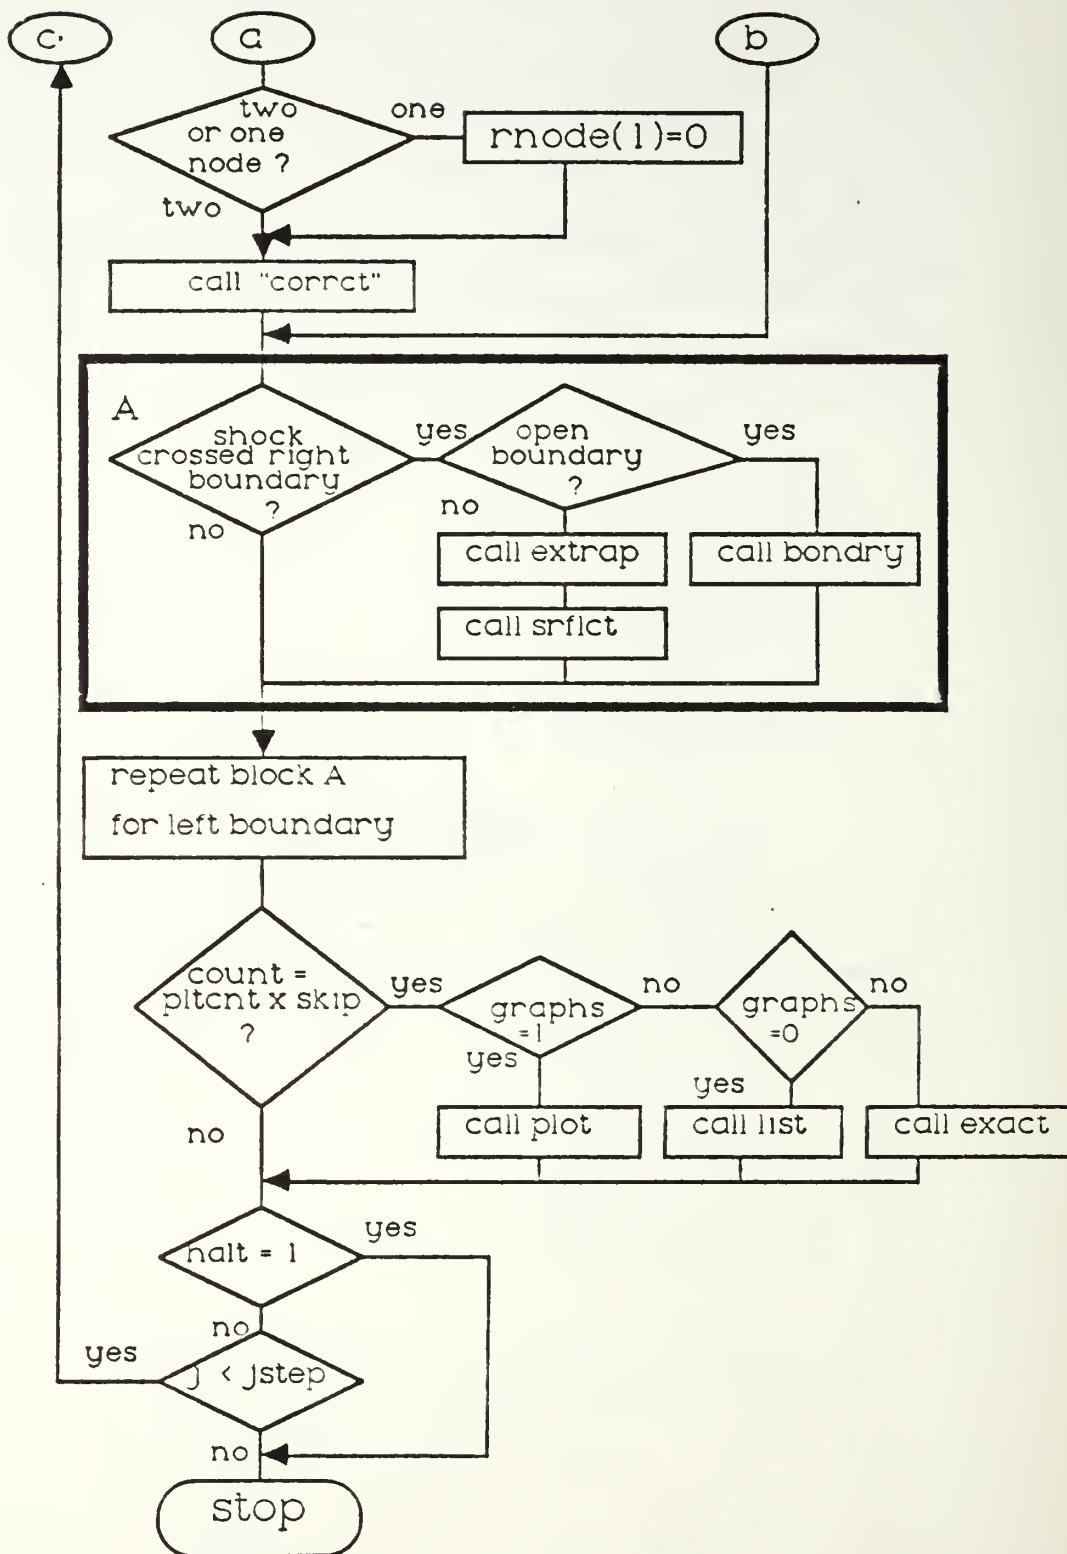 c
a
b
two
or one
node ?
one
rnode(1)=0
two
call "corrct"
A
shock
crossed right
boundary
?
yes
open
boundary
?
yes
no
no
call extrap
call bondry
call srflct
repeat block A
for left boundary
count =
pltcnt x skip
?
yes
graphs
=1
no
graphs
=0
no
yes
yes
no
call plot
call list
call exact
halt = 1
yes
no
j < jstep
yes
no
stop